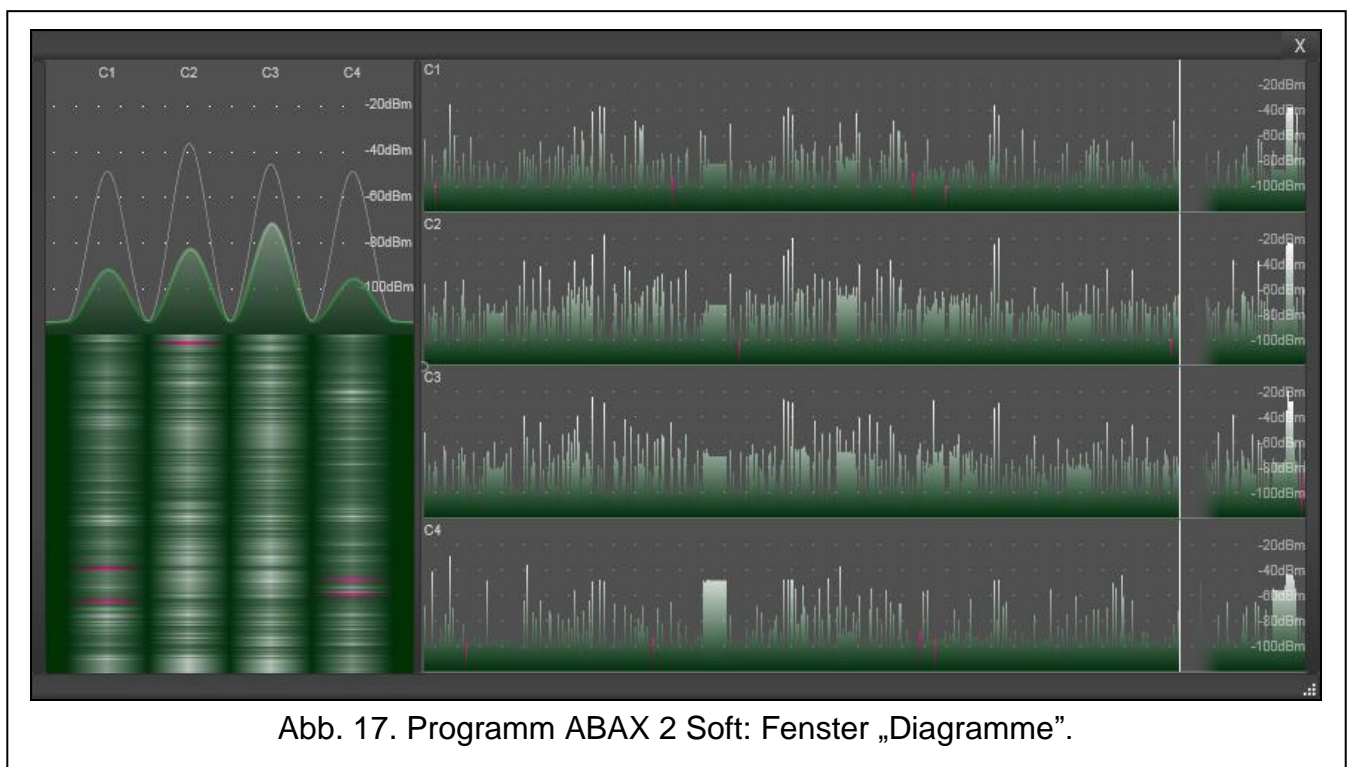 X
C1 C2 C3 C4
-20dBm
-40dBm
-60dBm
-80dBm
-100dBm
C1
-20dBm
-40dBm
-60dBm
-80dBm
-100dBm
C2
-20dBm
-40dBm
-60dBm
-80dBm
-100dBm
C3
-20dBm
-40dBm
-60dBm
-80dBm
-100dBm
C4
-20dBm
-40dBm
-60dBm
-80dBm
-100dBm
Abb. 17. Programm ABAX 2 Soft: Fenster „Diagramme”.